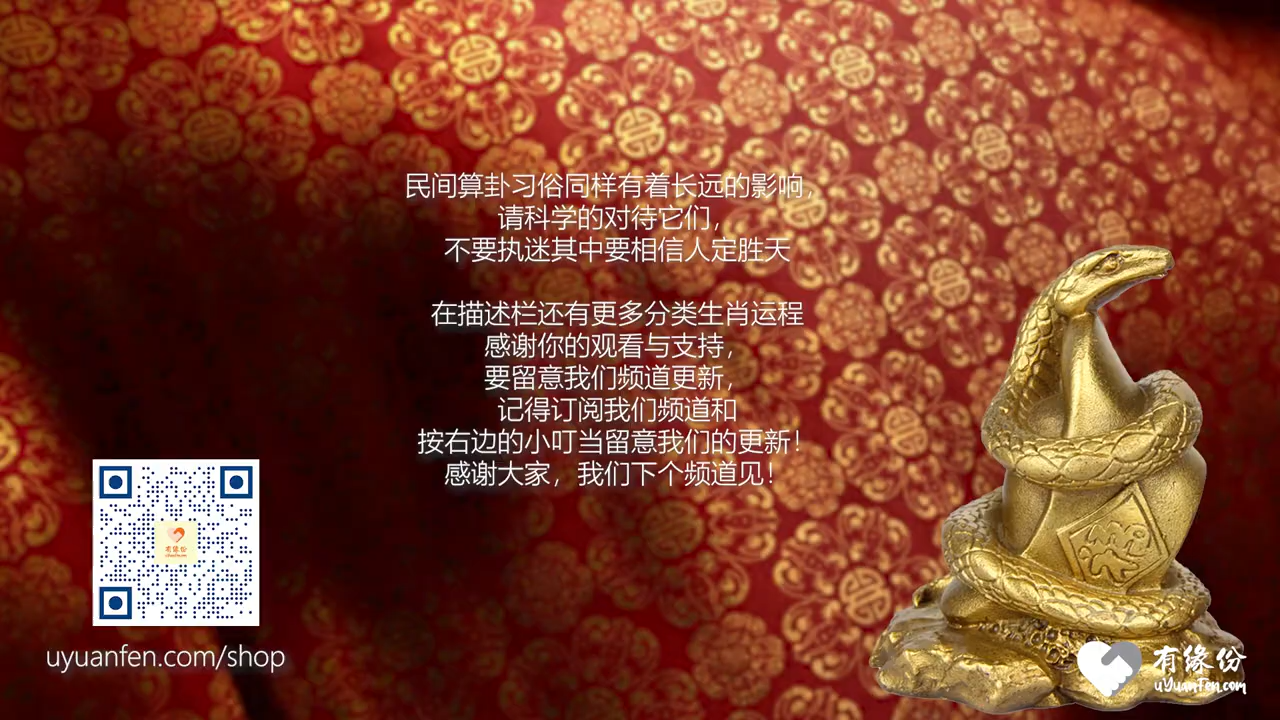 民间算卦习俗同样有着长远的影响，
请科学的对待它们，
不要执迷其中要相信人定胜天
在描述栏还有更多分类生肖运程
感谢你的观看与支持，
要留意我们频道更新，
记得订阅我们频道和
按右边的小叮当留意我们的更新！
感谢大家，我们下个频道见！
有缘份
uyuanfen.com/shop
有缘份
uYuanFen.com